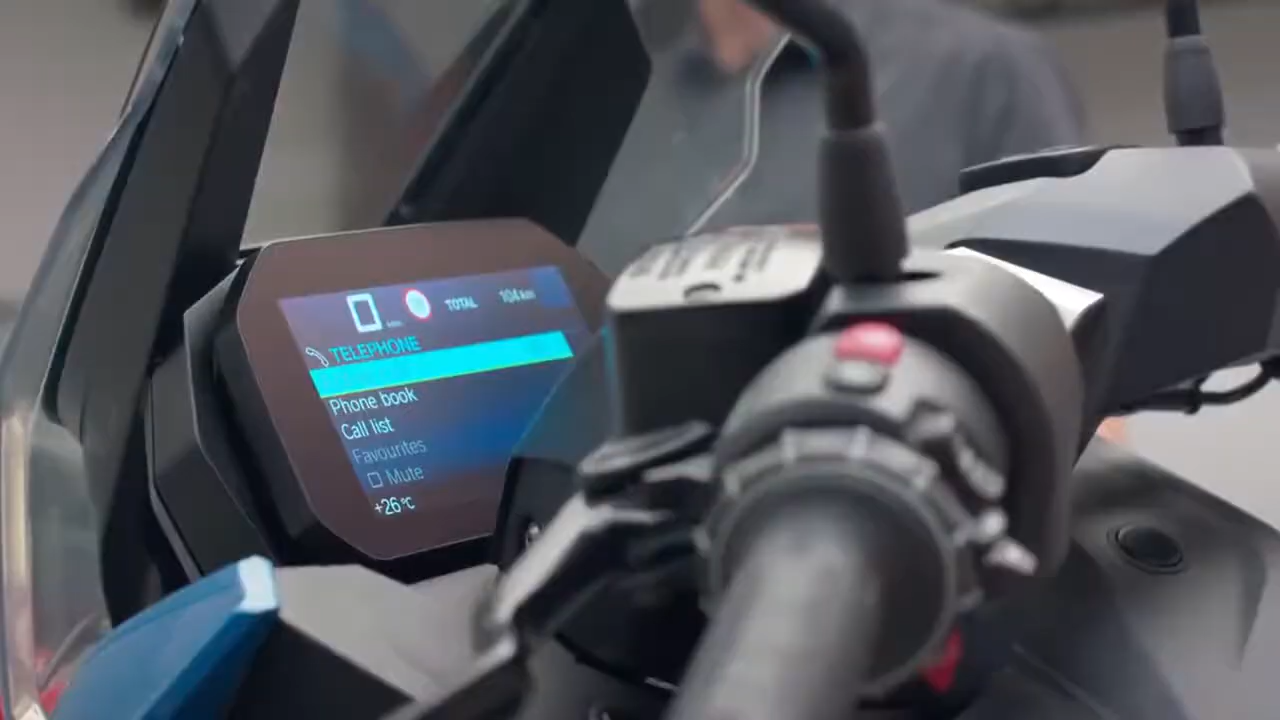 TOTAL 104 km
TELEPHONE
Phone book
Call list
Favourites
Mute
+26°C